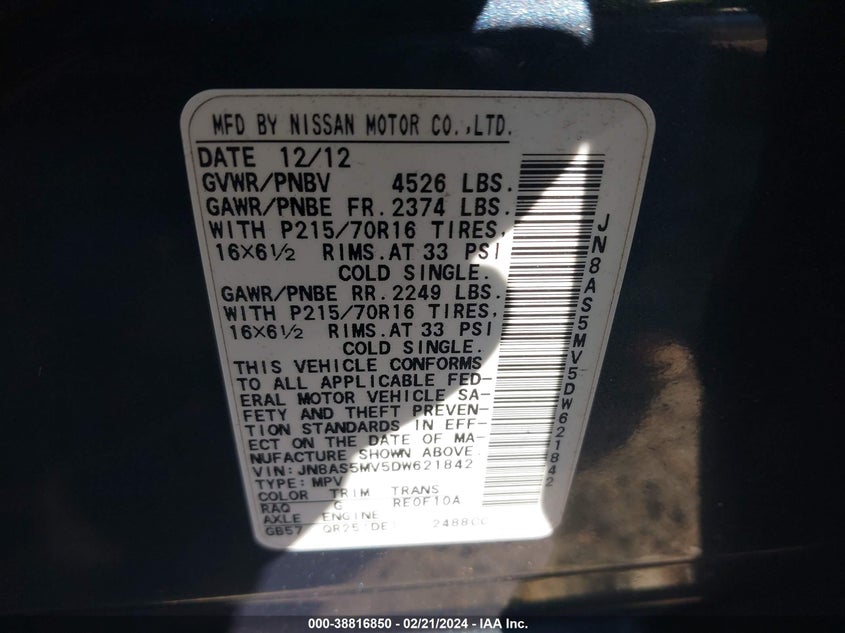 MFD BY NISSAN MOTOR CO.,LTD.
DATE 12/12
GVWR/PNBV 4526 LBS.
GAWR/PNBE FR. 2374 LBS.
WITH P215/70R16 TIRES,
16×6½ RIMS.AT 33 PSI
COLD SINGLE.
GAWR/PNBE RR. 2249 LBS.
WITH P215/70R16 TIRES,
16×6½ RIMS.AT 33 PSI
COLD SINGLE.
THIS VEHICLE CONFORMS
TO ALL APPLICABLE FED-
ERAL MOTOR VEHICLE SA-
FETY AND THEFT PREVEN-
TION STANDARDS IN EFF-
ECT ON THE DATE OF MA-
NUFACTURE SHOWN ABOVE.
VIN: JN8AS5MV5DW621842
TYPE: MPV
COLOR TRIM TRANS
RAQ G RE0F10A
AXLE ENGINE
GB57 QR25 DE 2488CC
JN8AS5MV5DW621842
000-38816850 - 02/21/2024 - IAA Inc.